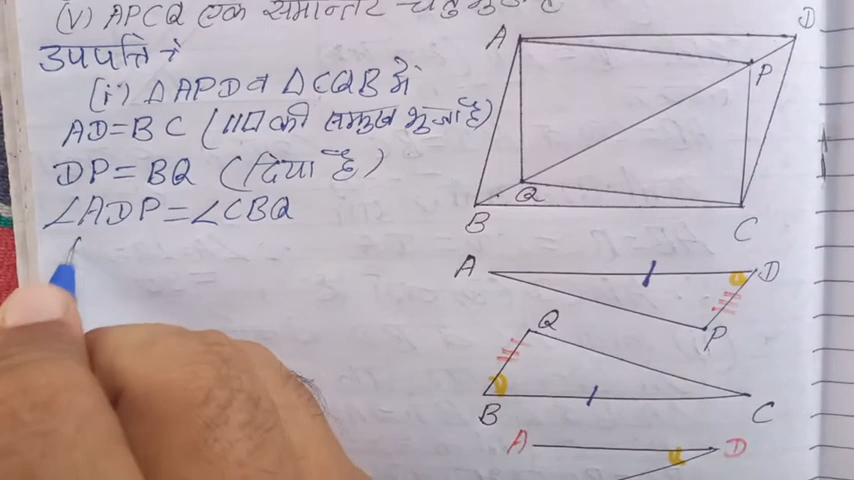 (v) APCQ एक समान्तर चतुर्भुज है
उपपत्ति :
(i) △APD व △CQB में
AD=BC (||▱ की सम्मुख भुजा है)
DP=BQ (दिया है)
∠ADP=∠CBQ
A
D
P
Q
B
C
A
D
P
Q
B
C
A
D